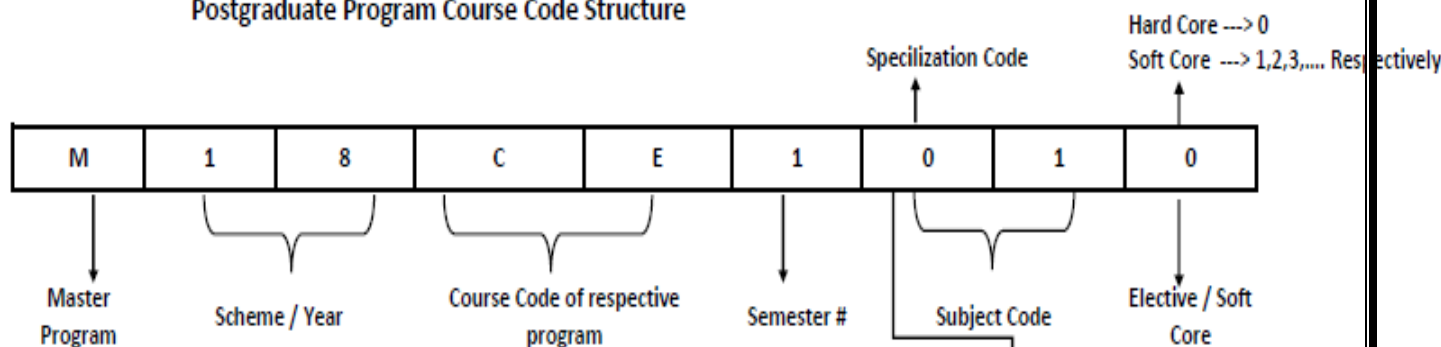 Postgraduate Program Course Code Structure
Hard Core ---> 0
Specilization Code
Soft Core ---> 1,2,3,.... Respectively
M 1 8 C E 1 0 1 0
Master
Program
Scheme / Year
Course Code of respective
program
Semester #
Subject Code
Elective / Soft
Core